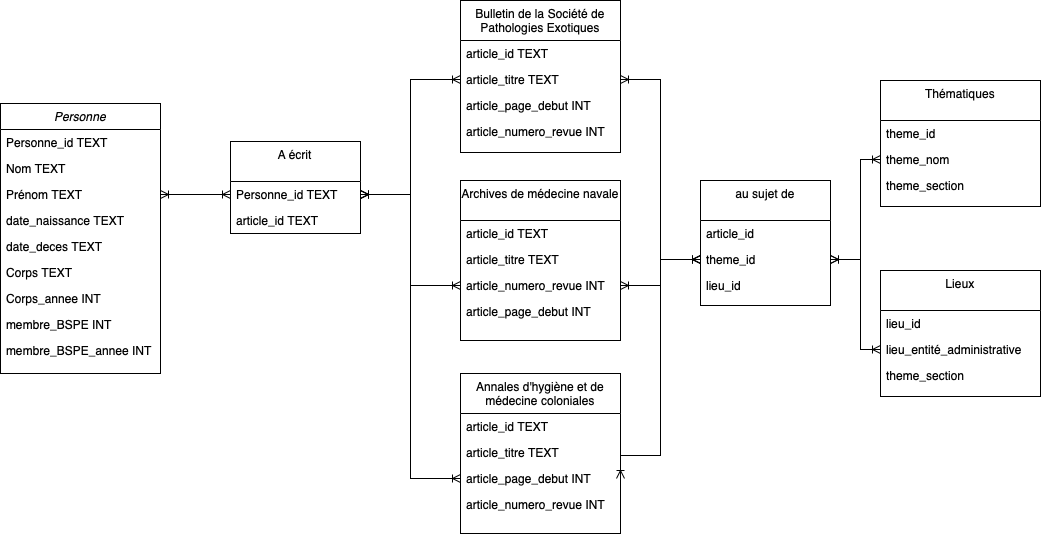 Personne
Personne_id TEXT
Nom TEXT
Prénom TEXT
date_naissance TEXT
date_deces TEXT
Corps TEXT
Corps_annee INT
membre_BSPE INT
membre_BSPE_annee INT
A écrit
Personne_id TEXT
article_id TEXT
Bulletin de la Société de
Pathologies Exotiques
article_id TEXT
article_titre TEXT
article_page_debut INT
article_numero_revue INT
Archives de médecine navale
article_id TEXT
article_titre TEXT
article_numero_revue INT
article_page_debut INT
Annales d'hygiène et de
médecine coloniales
article_id TEXT
article_titre TEXT
article_page_debut INT
article_numero_revue INT
au sujet de
article_id
theme_id
lieu_id
Thématiques
theme_id
theme_nom
theme_section
Lieux
lieu_id
lieu_entité_administrative
theme_section